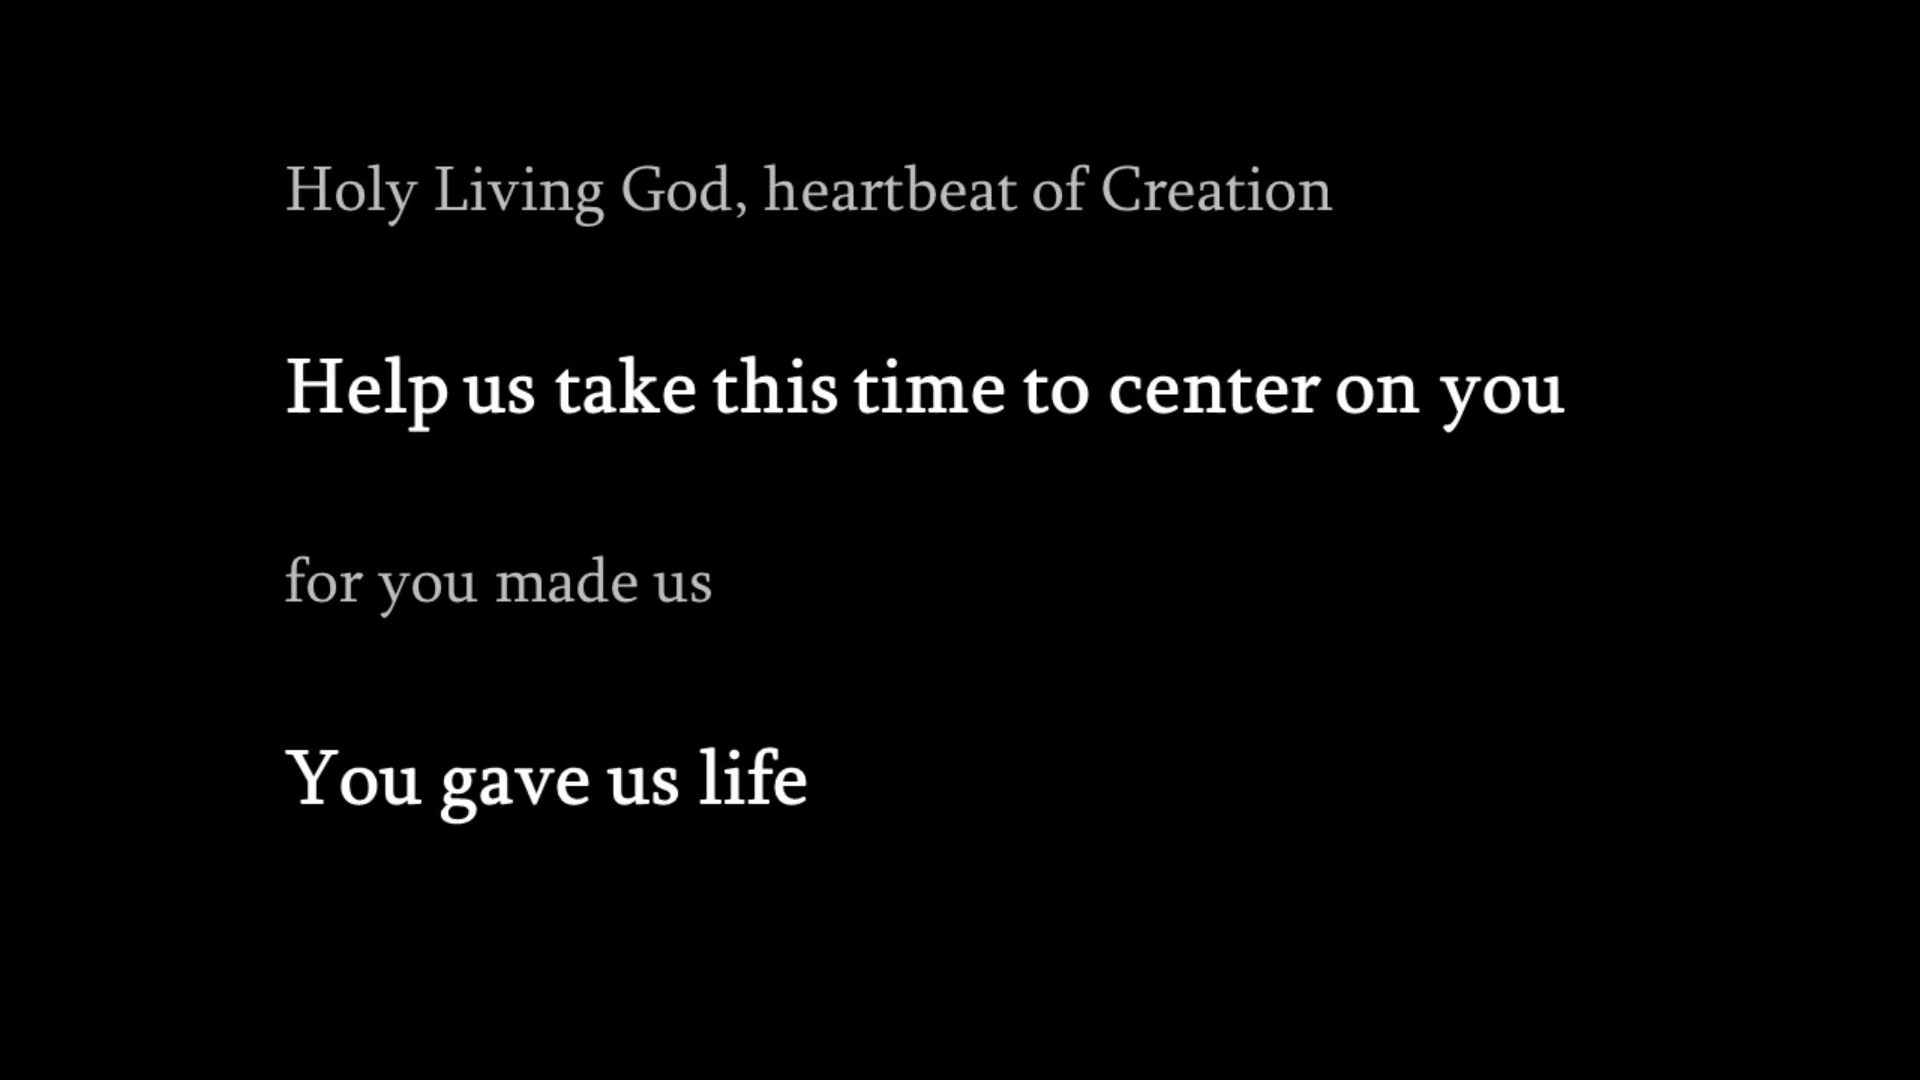 Holy Living God, heartbeat of Creation
Help us take this time to center on you
for you made us
You gave us life